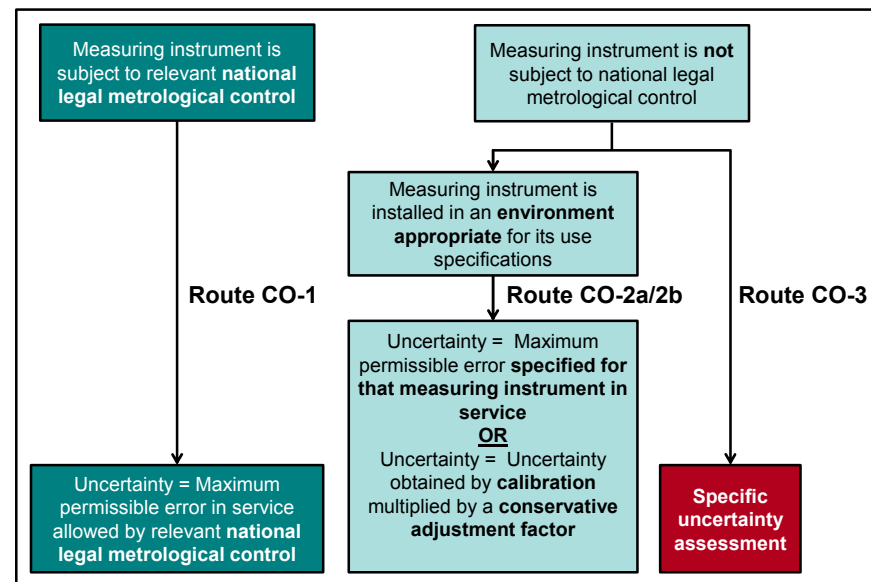 Measuring instrument is
subject to relevant national
legal metrological control
Measuring instrument is not
subject to national legal
metrological control
Measuring instrument is
installed in an environment
appropriate for its use
specifications
Route CO-1
Route CO-2a/2b
Route CO-3
Uncertainty = Maximum
permissible error specified for
that measuring instrument in
service
OR
Uncertainty = Uncertainty
obtained by calibration
multiplied by a conservative
adjustment factor
Uncertainty = Maximum
permissible error in service
allowed by relevant national
legal metrological control
Specific
uncertainty
assessment